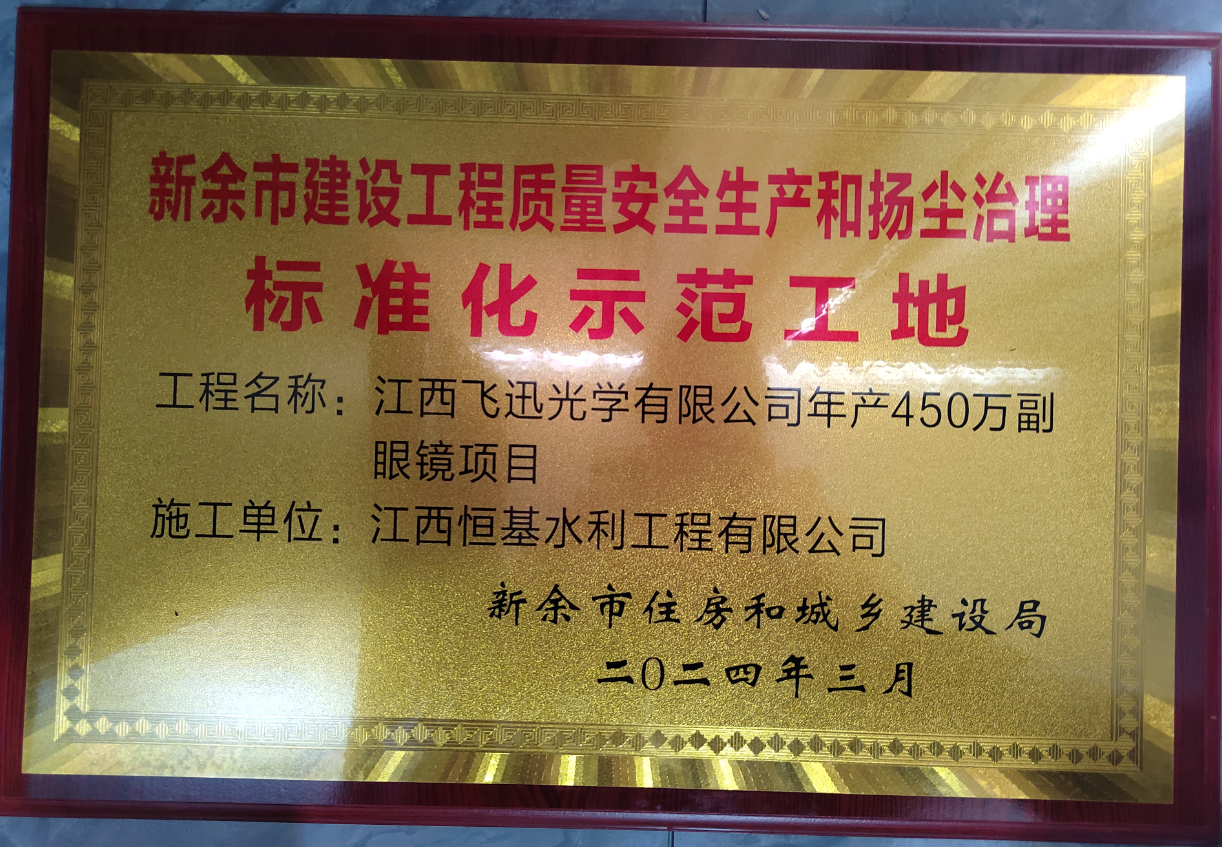 新余市建设工程质量安全生产和扬尘治理
标准化示范工地
工程名称：江西飞迅光学有限公司年产450万副
眼镜项目
施工单位：江西恒基水利工程有限公司
新余市住房和城乡建设局
二〇二四年三月